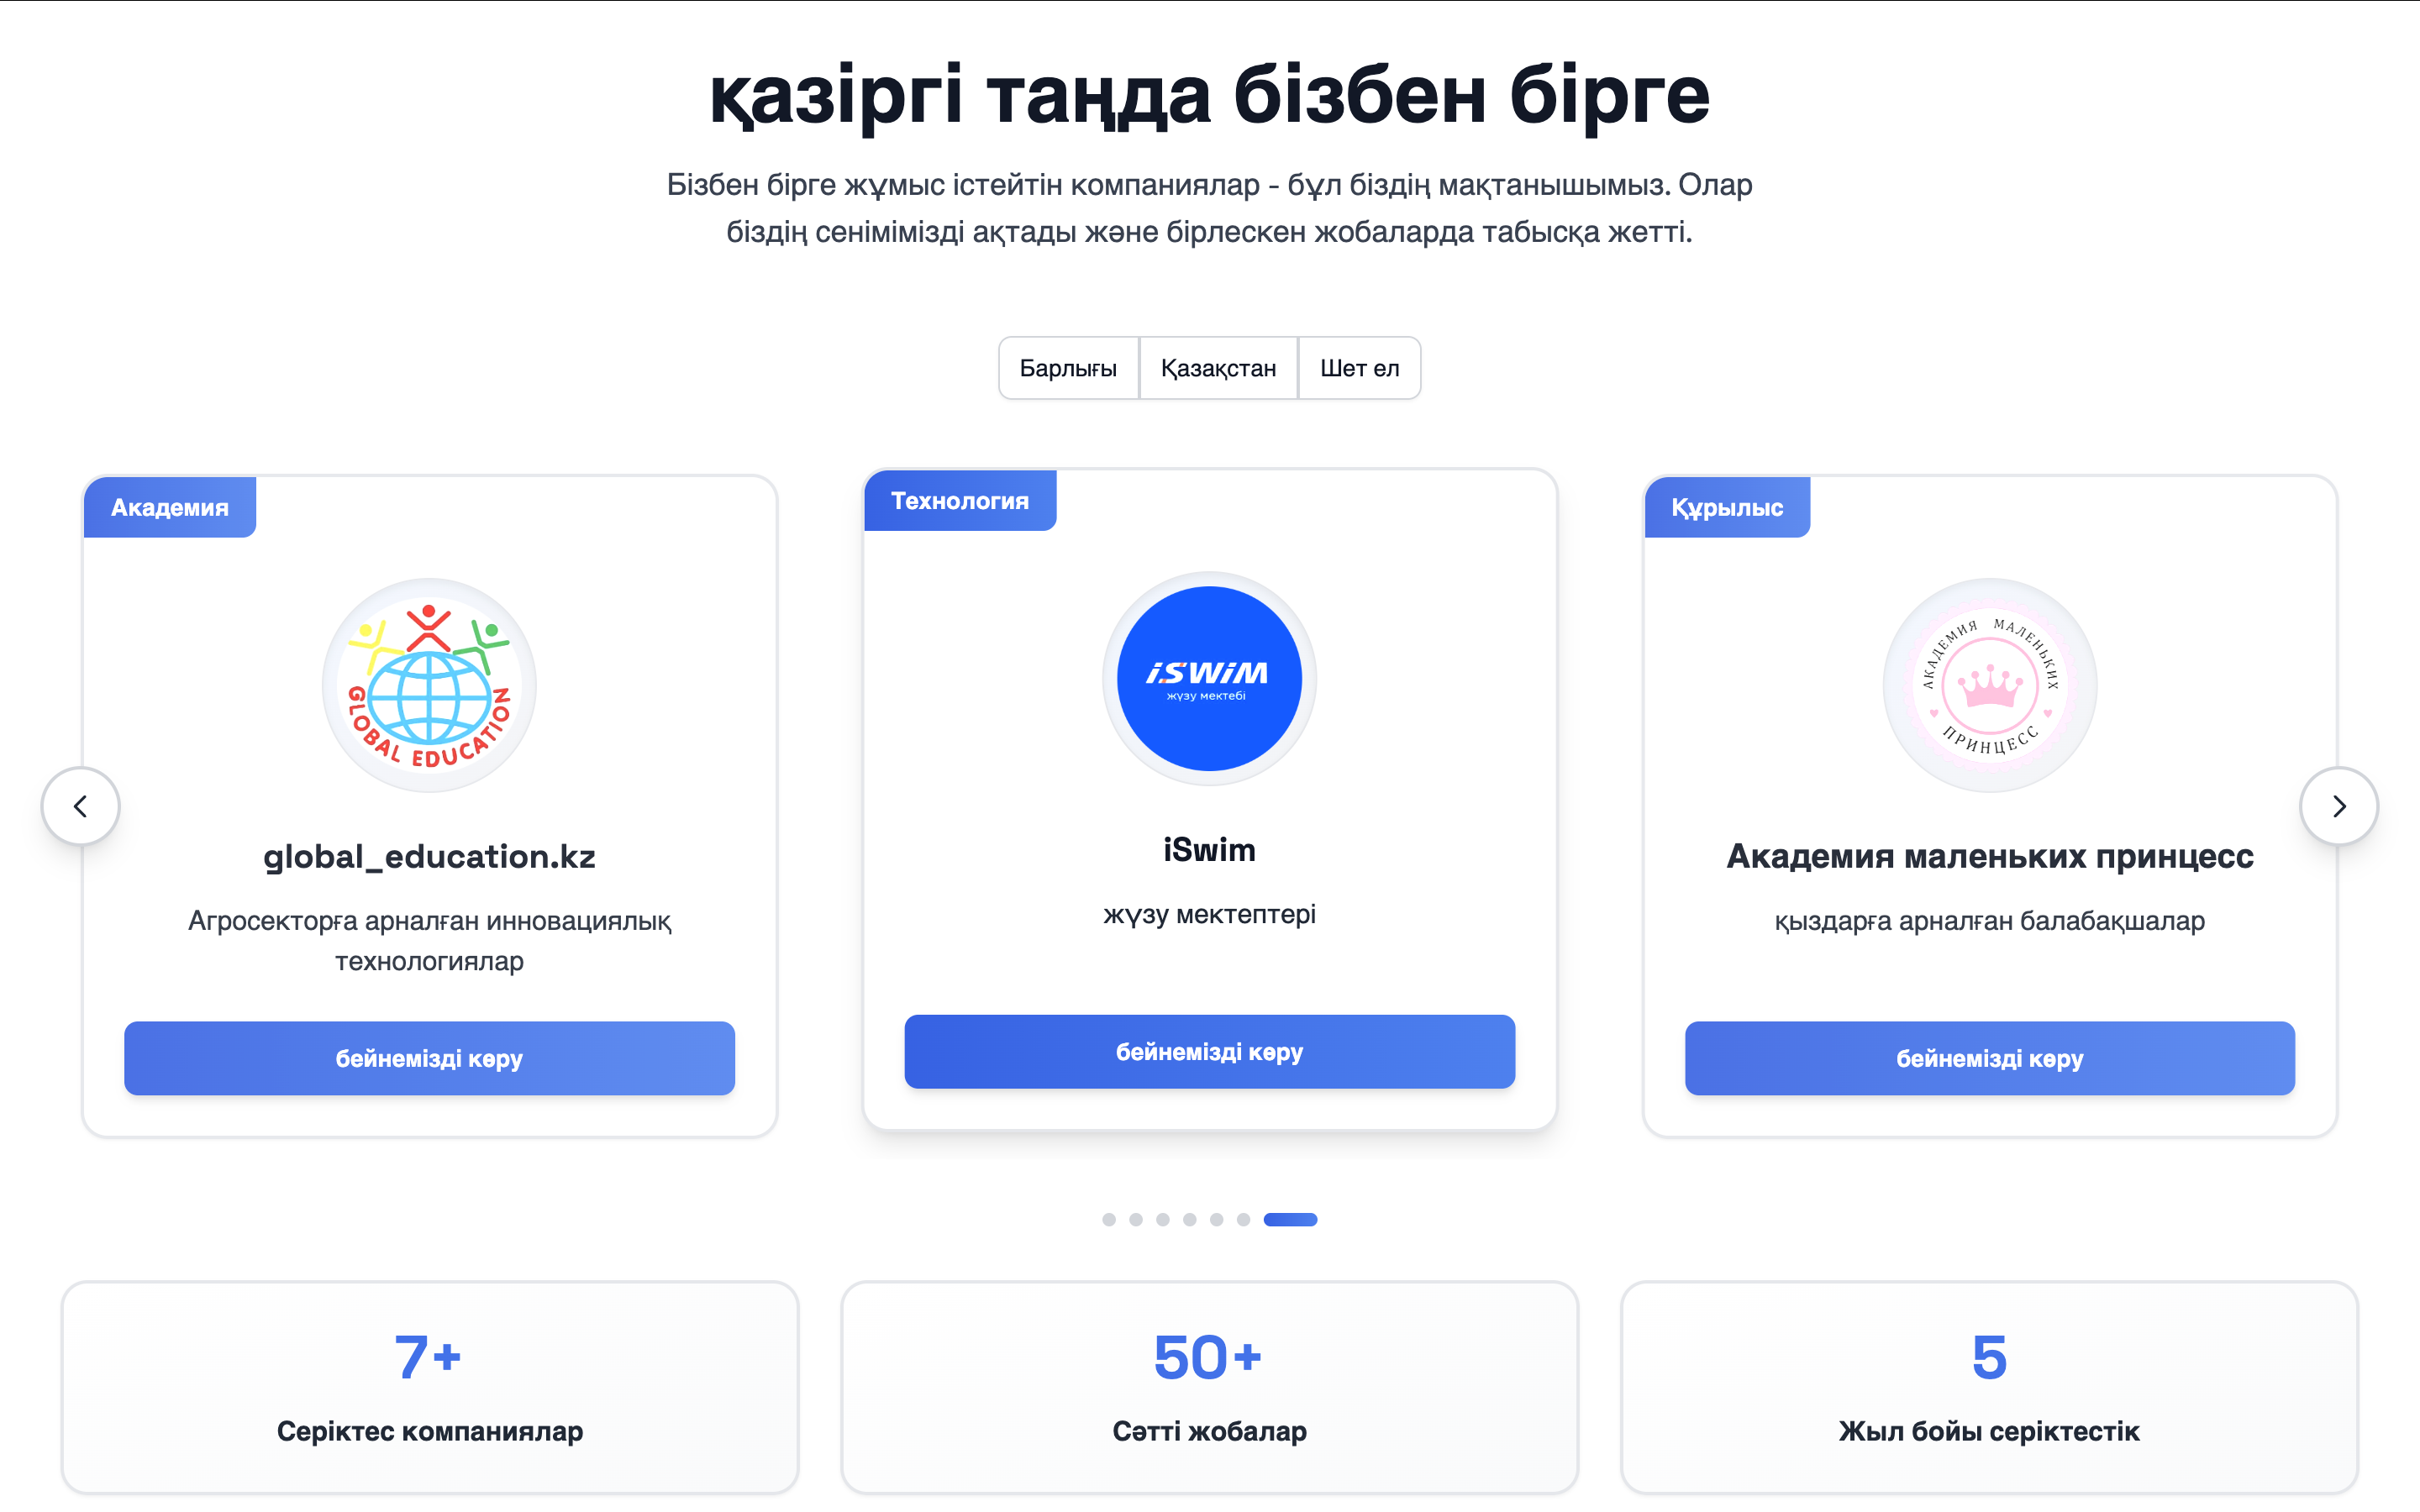 қазіргі таңда бізбен бірге
Бізбен бірге жұмыс істейтін компаниялар - бұл біздің мақтанышымыз. Олар
біздің сенімімізді ақтады және бірлескен жобаларда табысқа жетті.
Барлығы
Қазақстан
Шет ел
Академия
GLOBAL EDUCATION
global_education.kz
Агросекторға арналған инновациялық
технологиялар
бейнемізді көру
Технология
iSWiM
жүзу мектебі
iSwim
жүзу мектептері
бейнемізді көру
Құрылыс
АКАДЕМИЯ МАЛЕНЬКИХ
ПРИНЦЕСС
Академия маленьких принцесс
қыздарға арналған балабақшалар
бейнемізді көру
7+
Серіктес компаниялар
50+
Сәтті жобалар
5
Жыл бойы серіктестік